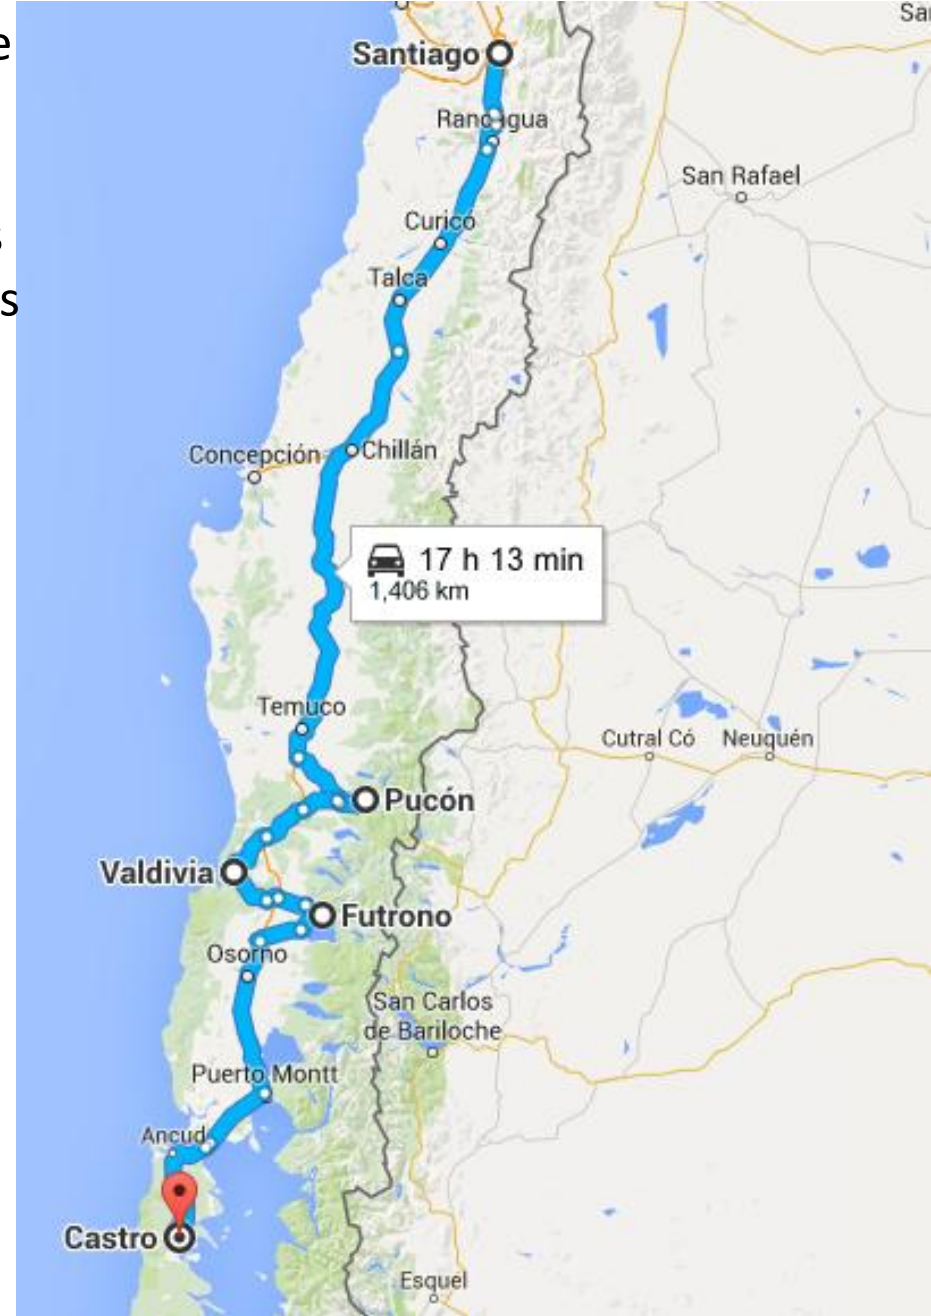 Sa
e
Santiago
Rancagua
San Rafael
s
Curicó
Talca
s
Concepción
Chillán
17 h 13 min
1,406 km
Temuco
Cutral Có
Neuquén
Pucón
Valdivia
Futrono
Osorno
San Carlos
de Bariloche
Puerto Montt
Ancud
Castro
Esquel